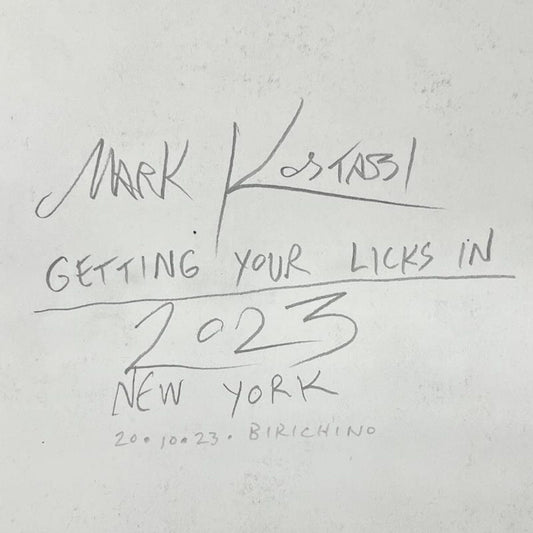 MARK KOSTABI
GETTING YOUR LICKS IN
2023
NEW YORK
20.10.23. BIRICHINO